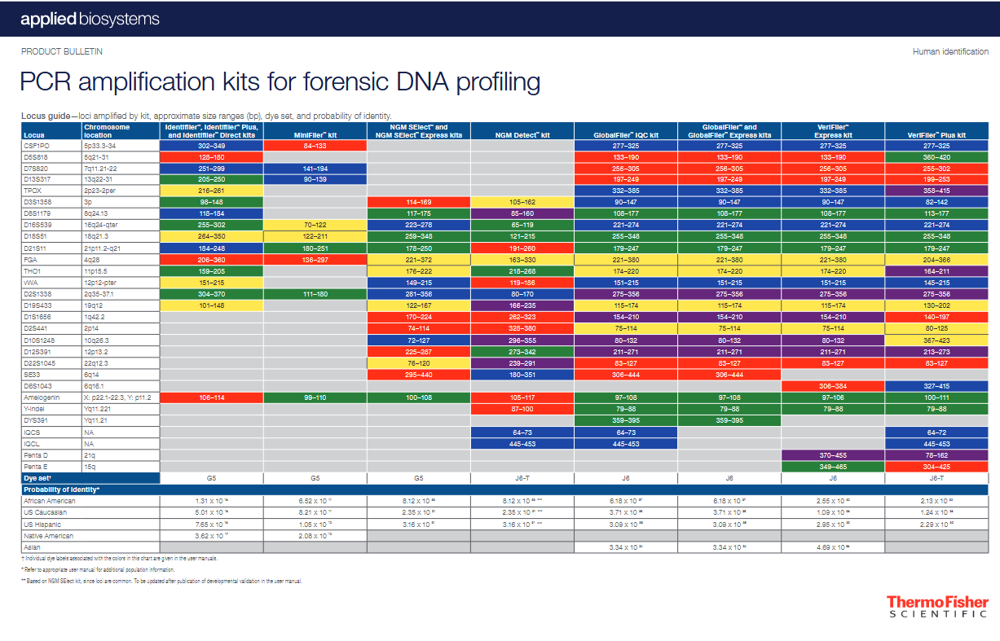 applied biosystems
PRODUCT BULLETIN Human identification
PCR amplification kits for forensic DNA profiling
Locus guide—loci amplified by kit, approximate size ranges (bp), dye set, and probability of identity.
Locus Chromosome location Identifiler™, Identifiler™ Plus, and Identifiler™ Direct kits MiniFiler™ kit NGM SElect™ and NGM SElect™ Express kits NGM Detect™ kit GlobalFiler™ IQC kit GlobalFiler™ and GlobalFiler™ Express kits VeriFiler™ Express kit VeriFiler™ Plus kit
CSF1PO 5p33.3-34 302–349 84–133 277–325 277–325 277–325 277–325
D5S818 5q21-31 128–180 133–190 133–190 133–190 360–420
D7S820 7q11.21-22 251–299 141–194 256–305 256–305 256–305 255–302
D13S317 13q22-31 205–250 90–139 197–249 197–249 197–249 199–253
TPOX 2p23-2per 216–261 332–385 332–385 332–385 358–415
D3S1358 3p 98–148 114–169 105–162 90–147 90–147 90–147 82–142
D8S1179 8q24.13 118–184 117–175 85–160 108–177 108–177 108–177 113–177
D16S539 16q24-qter 255–302 70–122 223–278 65–119 221–274 221–274 221–274 221–274
D18S51 18q21.3 264–350 122–211 259–348 121–215 255–348 255–348 255–348 255–348
D21S11 21p11.2-q21 184–248 180–251 178–250 191–260 179–247 179–247 179–247 179–247
FGA 4q28 206–360 136–297 221–372 163–330 221–380 221–380 221–380 204–366
THO1 11p15.5 159–205 176–222 218–268 174–220 174–220 174–220 164–211
vWA 12p12-pter 151–215 149–215 119–186 151–215 151–215 151–215 145–215
D2S1338 2q35-37.1 304–370 111–180 281–356 80–170 275–356 275–356 275–356 275–356
D19S433 19q12 101–148 122–167 166–235 115–174 115–174 115–174 130–202
D1S1656 1q42.2 170–224 262–323 154–210 154–210 154–210 140–197
D2S441 2p14 74–114 328–380 75–114 75–114 75–114 80–125
D10S1248 10q26.3 72–127 296–355 80–132 80–132 80–132 367–423
D12S391 12p13.2 225–287 273–342 211–271 211–271 211–271 213–273
D22S1045 22q12.3 76–120 239–291 83–127 83–127 83–127 83–127
SE33 6q14 295–440 180–351 306–444 306–444
D6S1043 6q16.1 306–384 327–415
Amelogenin X: p22.1-22.3, Y: p11.2 106–114 99–110 100–108 105–117 97–108 97–108 97–108 100–111
Y-indel Yq11.221 87–100 79–88 79–88 79–88 79–88
DYS391 Yq11.21 359–395 359–395
IQCS NA 64–73 64–73 64–72
IQCL NA 445-453 445-453 445-453
Penta D 21q 370–455 78–162
Penta E 15q 349–465 304–425
Dye set† G5 G5 G5 J6-T J6 J6 J6 J6-T
Probability of Identity*
African American 1.31 x 10 6.52 x 10 8.12 x 10 8.12 x 10 6.18 x 10 6.18 x 10 2.55 x 10 2.13 x 10
US Caucasian 5.01 x 10 8.21 x 10 2.35 x 10 2.35 x 10 3.71 x 10 3.71 x 10 1.09 x 10 1.24 x 10
US Hispanic 7.65 x 10 1.05 x 10 3.16 x 10 3.16 x 10 3.09 x 10 3.09 x 10 2.95 x 10 2.29 x 10
Native American 3.62 x 10 2.08 x 10
Asian 3.34 x 10 3.34 x 10 4.69 x 10
† Individual dye labels associated with the colors in this chart are given in the user manuals.
* Refer to appropriate user manual for additional population information.
** Based on NGM SElect kit, since loci are common. To be updated after publication of developmental validation in the user manual.
ThermoFisher
SCIENTIFIC